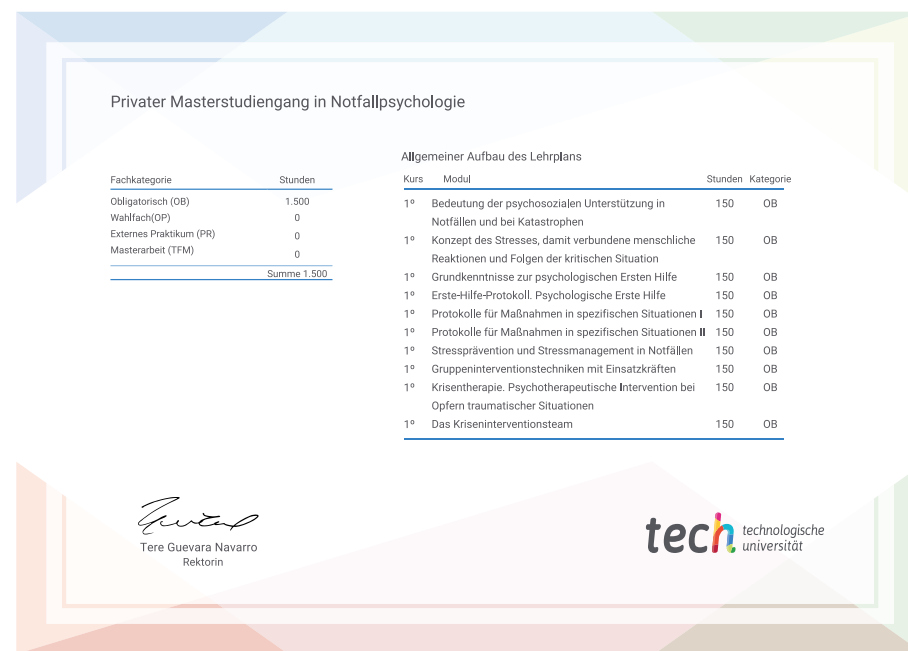 Privater Masterstudiengang in Notfallpsychologie
Fachkategorie Stunden
Obligatorisch (OB) 1.500
Wahlfach(OP) 0
Externes Praktikum (PR) 0
Masterarbeit (TFM) 0
Summe 1.500
Allgemeiner Aufbau des Lehrplans
Kurs Modul Stunden Kategorie
1º Bedeutung der psychosozialen Unterstützung in 150 OB
Notfällen und bei Katastrophen
1º Konzept des Stresses, damit verbundene menschliche 150 OB
Reaktionen und Folgen der kritischen Situation
1º Grundkenntnisse zur psychologischen Ersten Hilfe 150 OB
1º Erste-Hilfe-Protokoll. Psychologische Erste Hilfe 150 OB
1º Protokolle für Maßnahmen in spezifischen Situationen I 150 OB
1º Protokolle für Maßnahmen in spezifischen Situationen II 150 OB
1º Stressprävention und Stressmanagement in Notfällen 150 OB
1º Gruppeninterventionstechniken mit Einsatzkräften 150 OB
1º Krisentherapie. Psychotherapeutische Intervention bei 150 OB
Opfern traumatischer Situationen
1º Das Kriseninterventionsteam 150 OB
Tere Guevara Navarro
Rektorin
tech technologische
universität